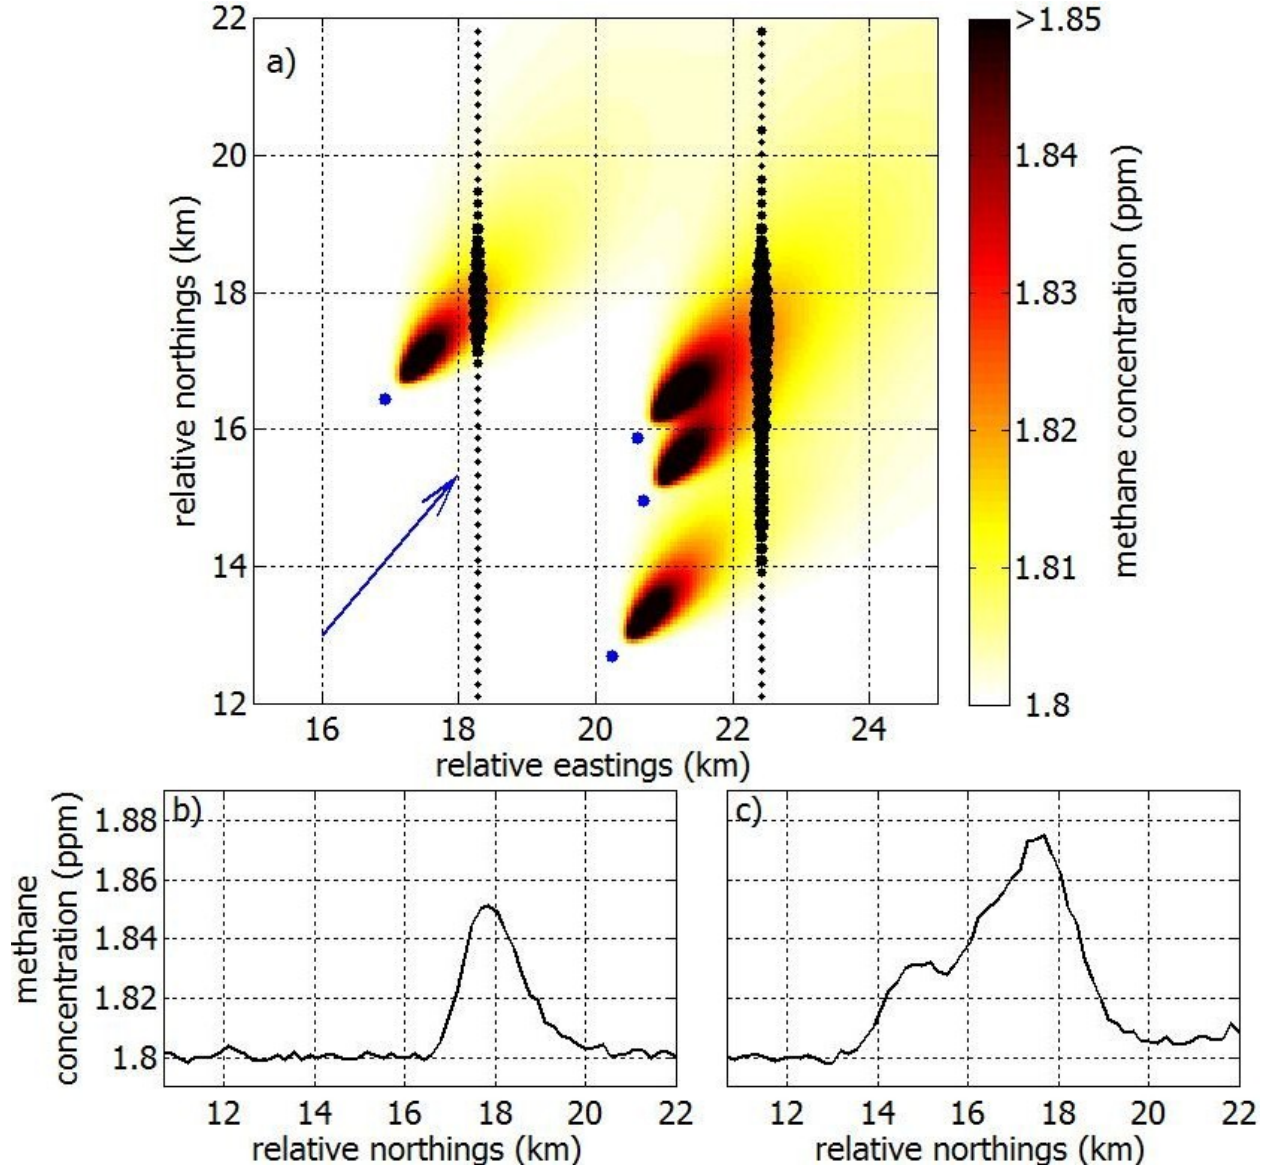 a)
22
20
18
16
14
12
relative northings (km)
16 18 20 22 24
relative eastings (km)
>1.85
1.84
1.83
1.82
1.81
1.8
methane concentration (ppm)
b)
1.88
1.86
1.84
1.82
1.8
methane
concentration (ppm)
12 14 16 18 20 22
relative northings (km)
c)
12 14 16 18 20 22
relative northings (km)